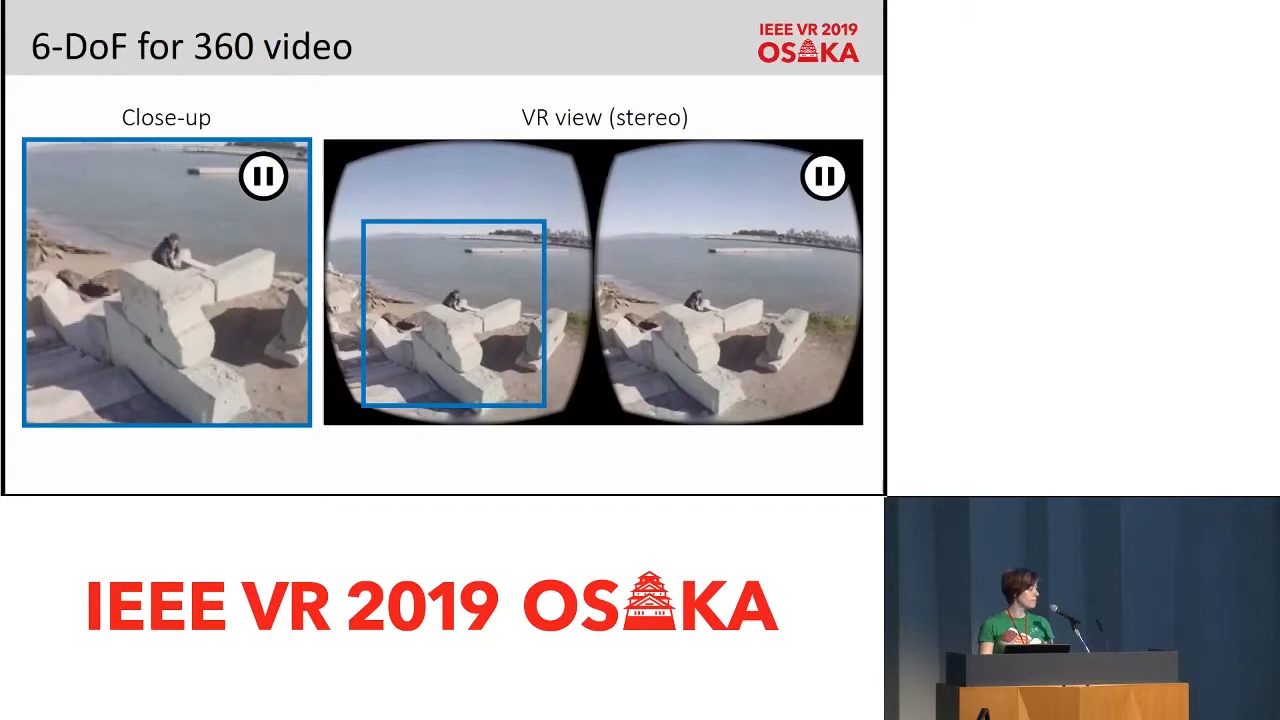 6-DoF for 360 video
IEEE VR 2019
OSAKA
Close-up
VR view (stereo)
IEEE VR 2019 OSAKA